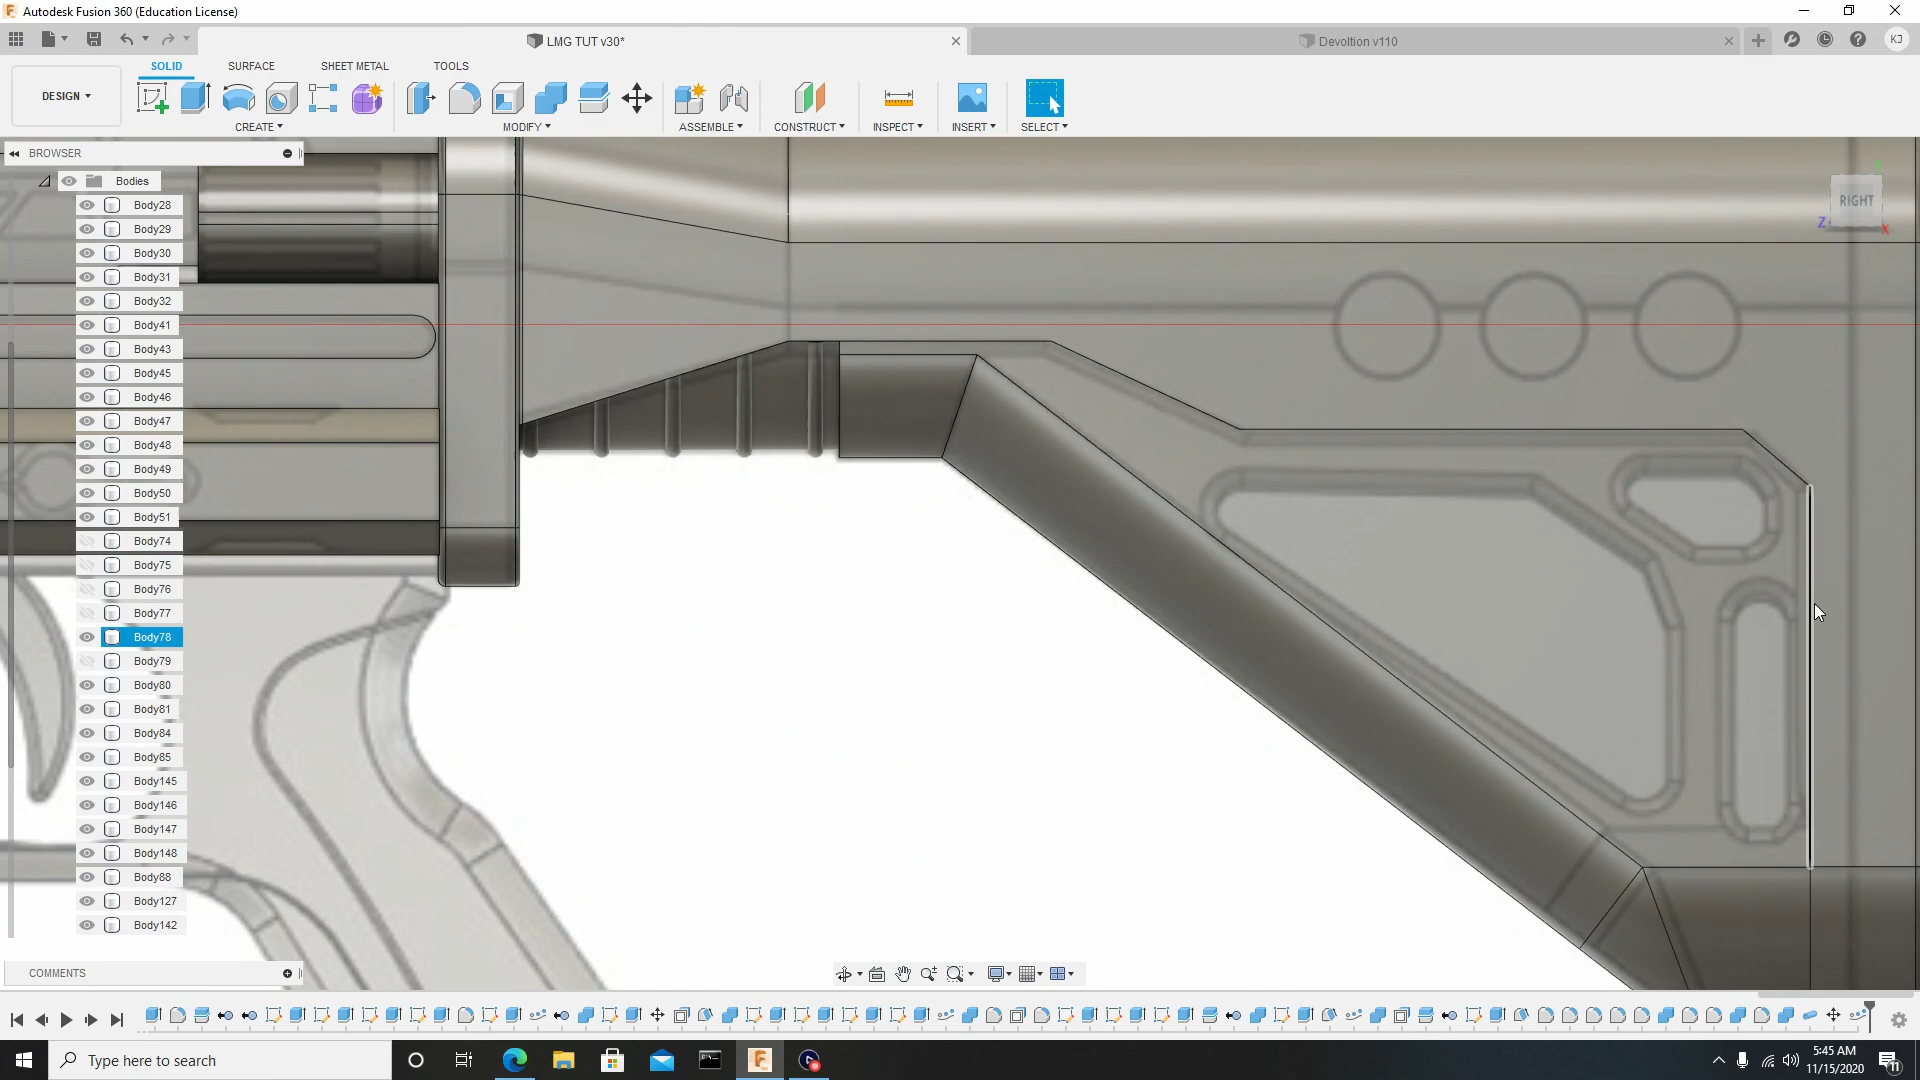 Autodesk Fusion 360 (Education License)
LMG TUT v30*
Devoltion v110
KJ
SOLID
SURFACE
SHEET METAL
TOOLS
DESIGN
CREATE
MODIFY
ASSEMBLE
CONSTRUCT
INSPECT
INSERT
SELECT
BROWSER
Bodies
Body28
Body29
Body30
Body31
Body32
Body41
Body43
Body45
Body46
Body47
Body48
Body49
Body50
Body51
Body74
Body75
Body76
Body77
Body78
Body79
Body80
Body81
Body84
Body85
Body145
Body146
Body147
Body148
Body88
Body127
Body142
RIGHT
Z
X
COMMENTS
Type here to search
5:45 AM
11/15/2020
11